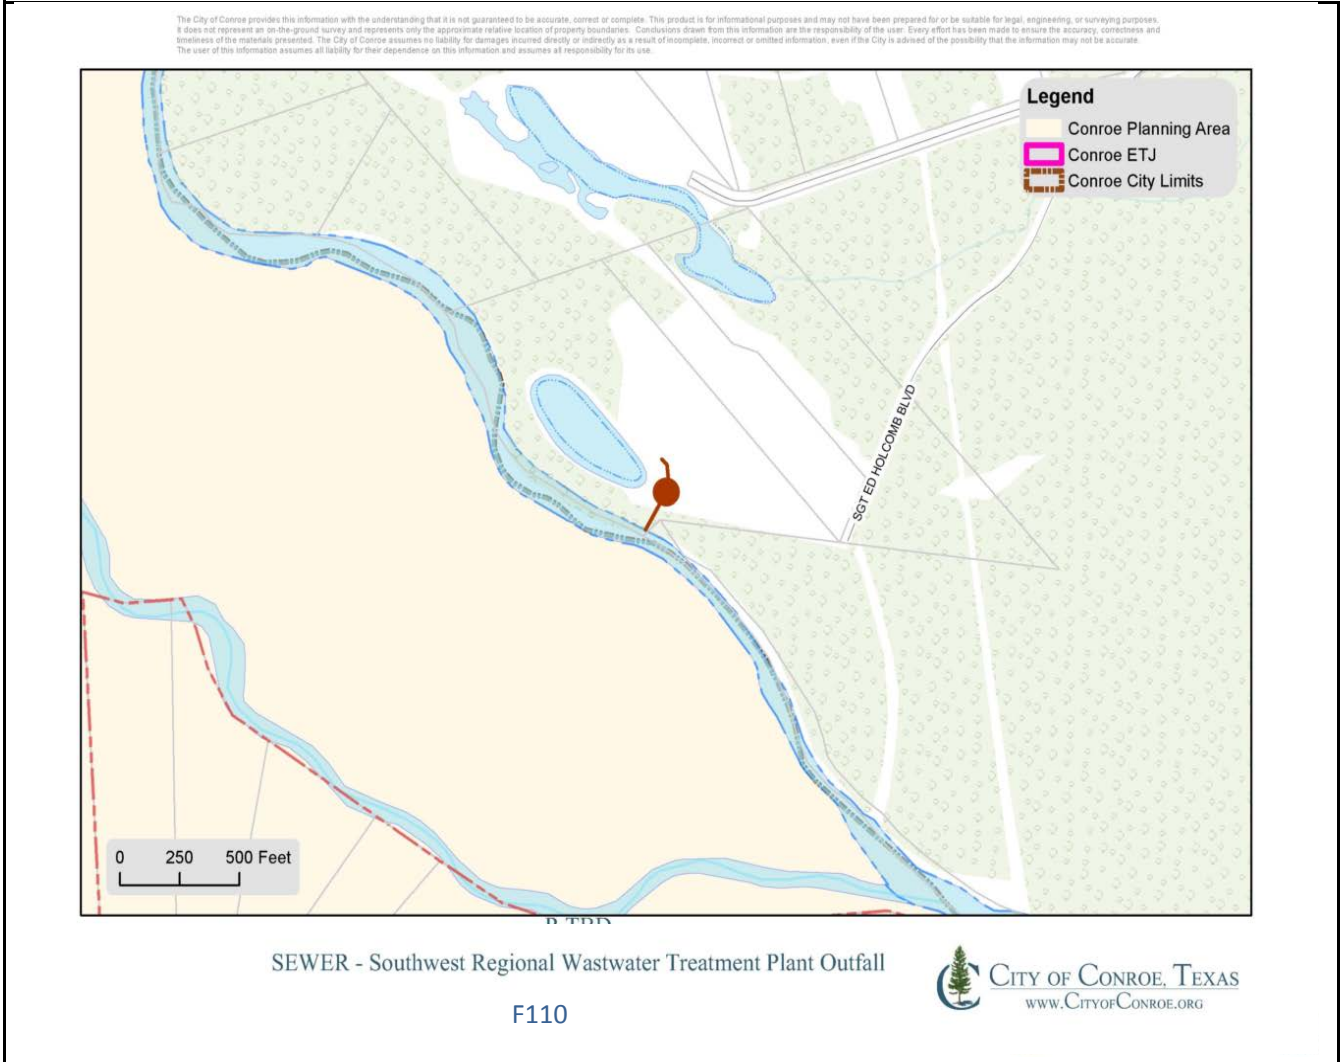 The City of Conroe provides this information with the understanding that it is not guaranteed to be accurate, correct or complete. This product is for informational purposes and may not have been prepared for or be suitable for legal, engineering, or surveying purposes.
It does not represent an on-the-ground survey and represents only the approximate relative location of property boundaries. Conclusions drawn from this information are the responsibility of the user. Every effort has been made to ensure the accuracy, correctness and
timeliness of the materials presented. The City of Conroe assumes no liability for damages incurred directly or indirectly as a result of incomplete, incorrect or omitted information, even if the City is advised of the possibility that the information may not be accurate.
The user of this information assumes all liability for their dependence on this information and assumes all responsibility for its use.
Legend
Conroe Planning Area
Conroe ETJ
Conroe City Limits
SGT ED HOLCOMB BLVD
0 250 500 Feet
SEWER - Southwest Regional Wastwater Treatment Plant Outfall
F110
CITY OF CONROE, TEXAS
WWW.CITYOFCONROE.ORG